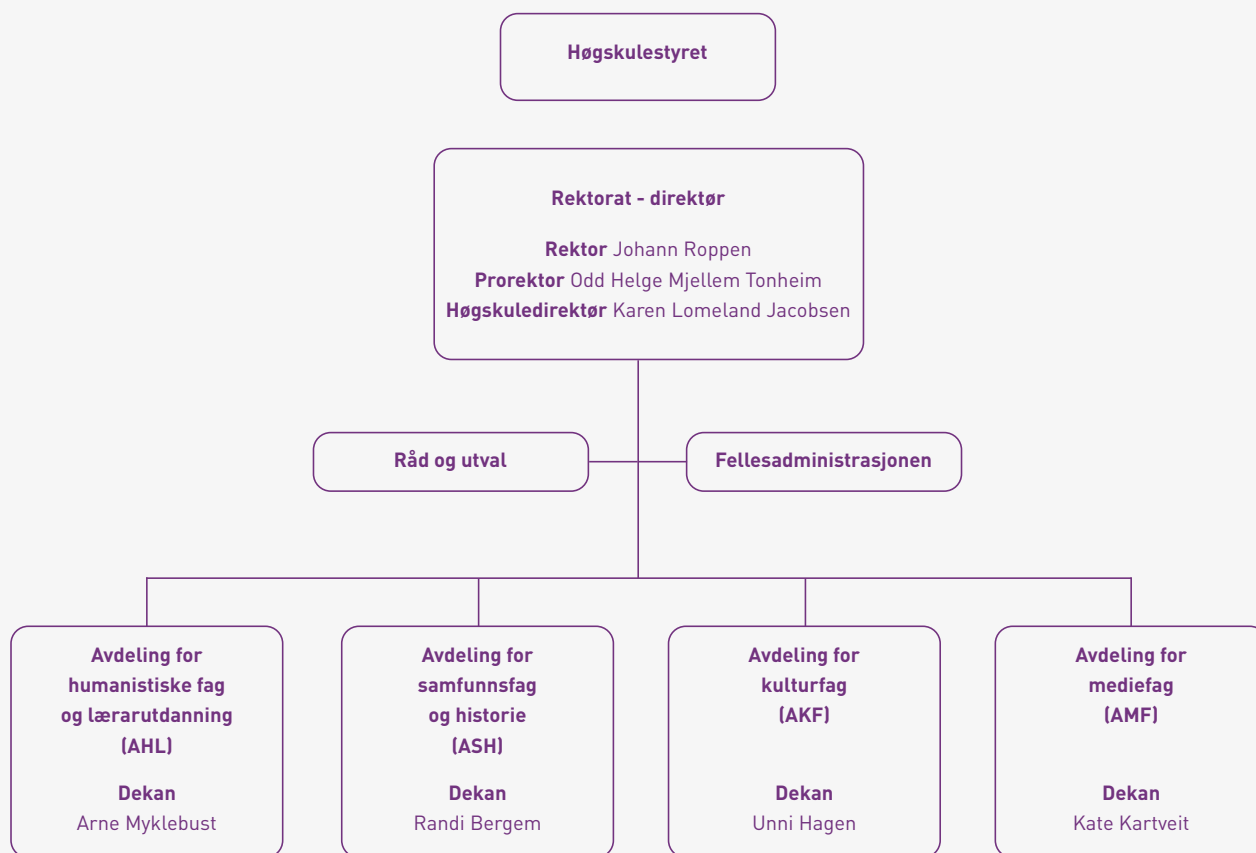 Høgskulestyret
Rektorat - direktør
Rektor Johann Roppen
Prorektor Odd Helge Mjellem Tonheim
Høgskuledirektør Karen Lomeland Jacobsen
Råd og utval
Fellesadministrasjonen
Avdeling for
humanistiske fag
og lærarutdanning
(AHL)
Dekan
Arne Myklebust
Avdeling for
samfunnsfag
og historie
(ASH)
Dekan
Randi Bergem
Avdeling for
kulturfag
(AKF)
Dekan
Unni Hagen
Avdeling for
mediefag
(AMF)
Dekan
Kate Kartveit